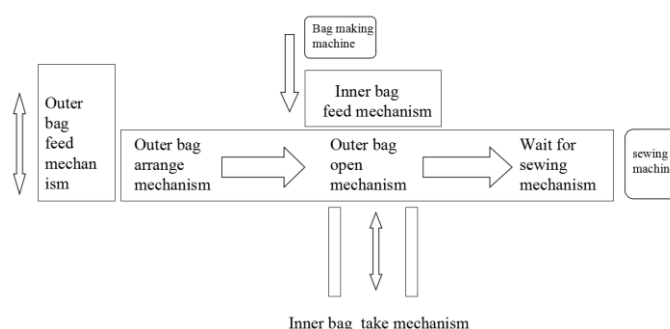 Bag making
machine
Inner bag
feed mechanism
Outer
bag
feed
mechan
ism
Outer bag
arrange
mechanism
Outer bag
open
mechanism
Wait for
sewing
mechanism
sewing
machin
Inner bag take mechanism